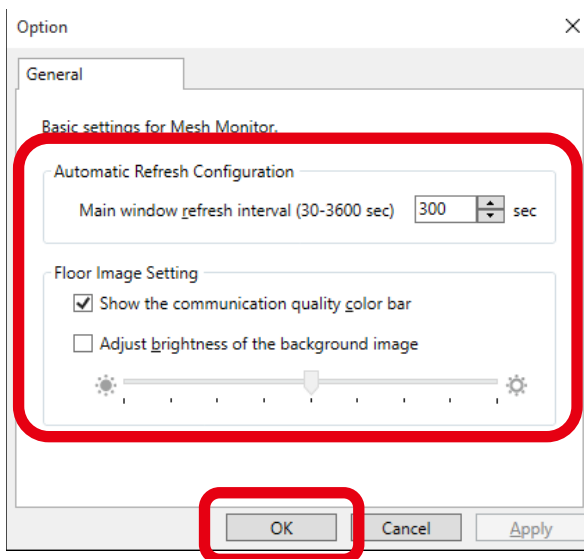 Option
General
Basic settings for Mesh Monitor.
Automatic Refresh Configuration
Main window refresh interval (30-3600 sec) 300 sec
Floor Image Setting
Show the communication quality color bar
Adjust brightness of the background image
OK Cancel Apply